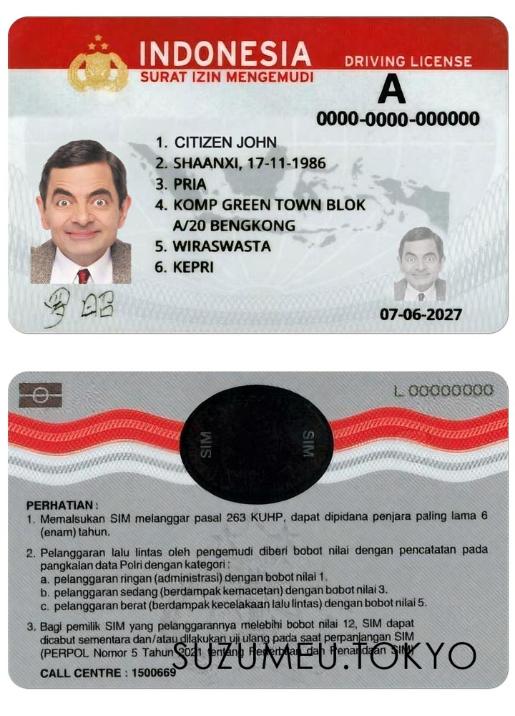 INDONESIA
SURAT IZIN MENGEMUDI
DRIVING LICENSE
A
0000-0000-000000
1. CITIZEN JOHN
2. SHAANXI, 17-11-1986
3. PRIA
4. KOMP GREEN TOWN BLOK
A/20 BENGKONG
5. WIRASWASTA
6. KEPRI
07-06-2027
L 00000000
SIM
SIM
PERHATIAN :
1. Memalsukan SIM melanggar pasal 263 KUHP, dapat dipidana penjara paling lama 6
(enam) tahun.
2. Pelanggaran lalu lintas oleh pengemudi diberi bobot nilai dengan pencatatan pada
pangkalan data Polri dengan kategori :
a. pelanggaran ringan (administrasi) dengan bobot nilai 1.
b. pelanggaran sedang (berdampak kemacetan) dengan bobot nilai 3.
c. pelanggaran berat (berdampak kecelakaan lalu lintas) dengan bobot nilai 5.
3. Bagi pemilik SIM yang pelanggarannya melebihi bobot nilai 12, SIM dapat
dicabut sementara dan/atau dilakukan uji ulang pada saat perpanjangan SIM
(PERPOL Nomor 5 Tahun 2021 tentang Penerbitan dan Penandaan SIM)
SUZUMEU.TOKYO
CALL CENTRE : 1500669